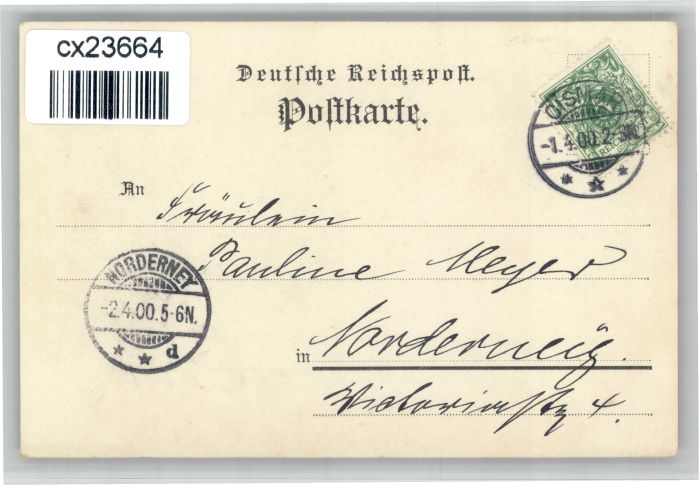 cx23664
Deutsche Reichspost.
Postkarte.
-1.4.00.2-3N.
An Fräulein
Pauline Meyer
NORDERNEY
-2.4.00.5-6N.
d
in Norderneig.
Victoriastr 4.